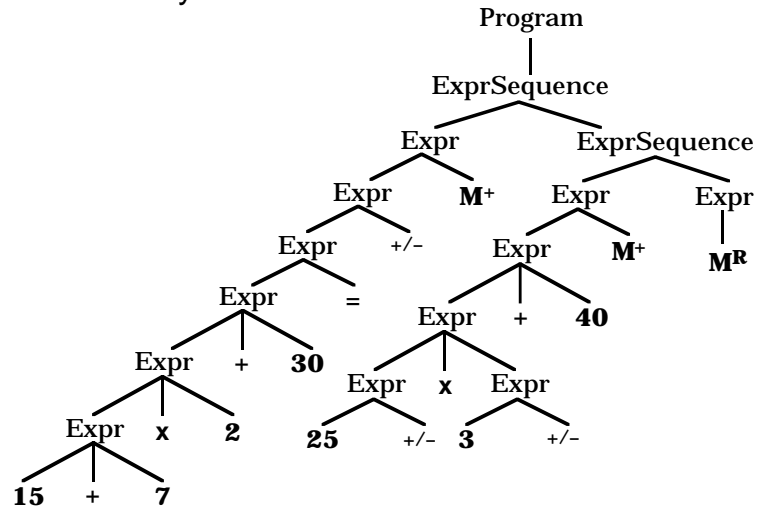 Program
ExprSequence
Expr ExprSequence
Expr M+ Expr Expr
Expr +/− Expr M+ M^R
Expr = Expr + 40
Expr + 30 Expr x Expr
Expr x 2 25 +/− 3 +/−
15 + 7